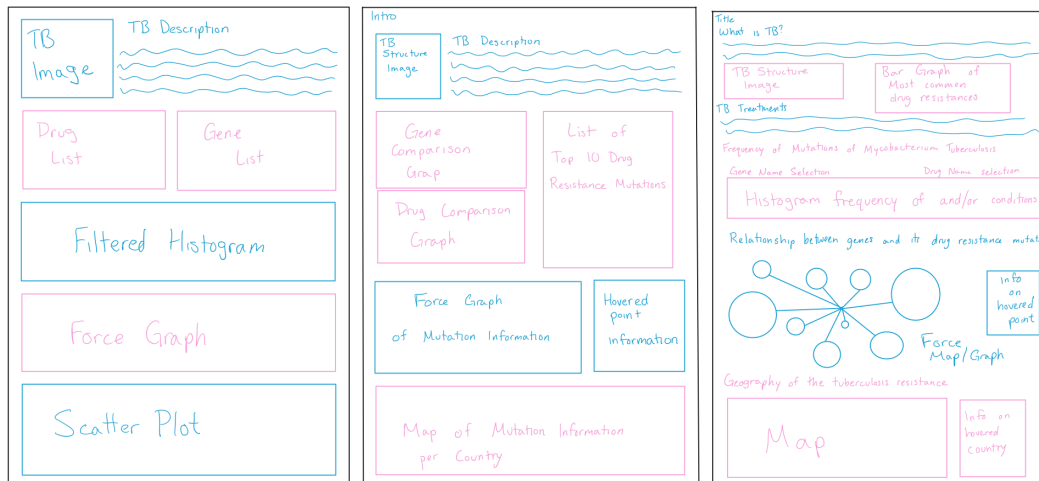 TB
Image
TB Description
Drug
List
Gene
List
Filtered Histogram
Force Graph
Scatter Plot
Intro
TB
Structure
Image
TB Description
Gene
Comparison
Grap
Drug Comparison
Graph
List of
Top 10 Drug
Resistance Mutations
Force Graph
of Mutation Information
Hovered
point
information
Map of Mutation Information
per Country
Title
What is TB?
TB Structure
Image
Bar Graph of
Most common
drug resistances
TB Treatments
Frequency of Mutations of Mycobacterium Tuberculosis
Gene Name Selection
Drug Name selection
Histogram frequency of and/or conditions
Relationship between genes and its drug resistance mutat
Info
on
hovered
point
Force
Map/Graph
Geography of the tuberculosis resistance
Map
Info on
hovered
country